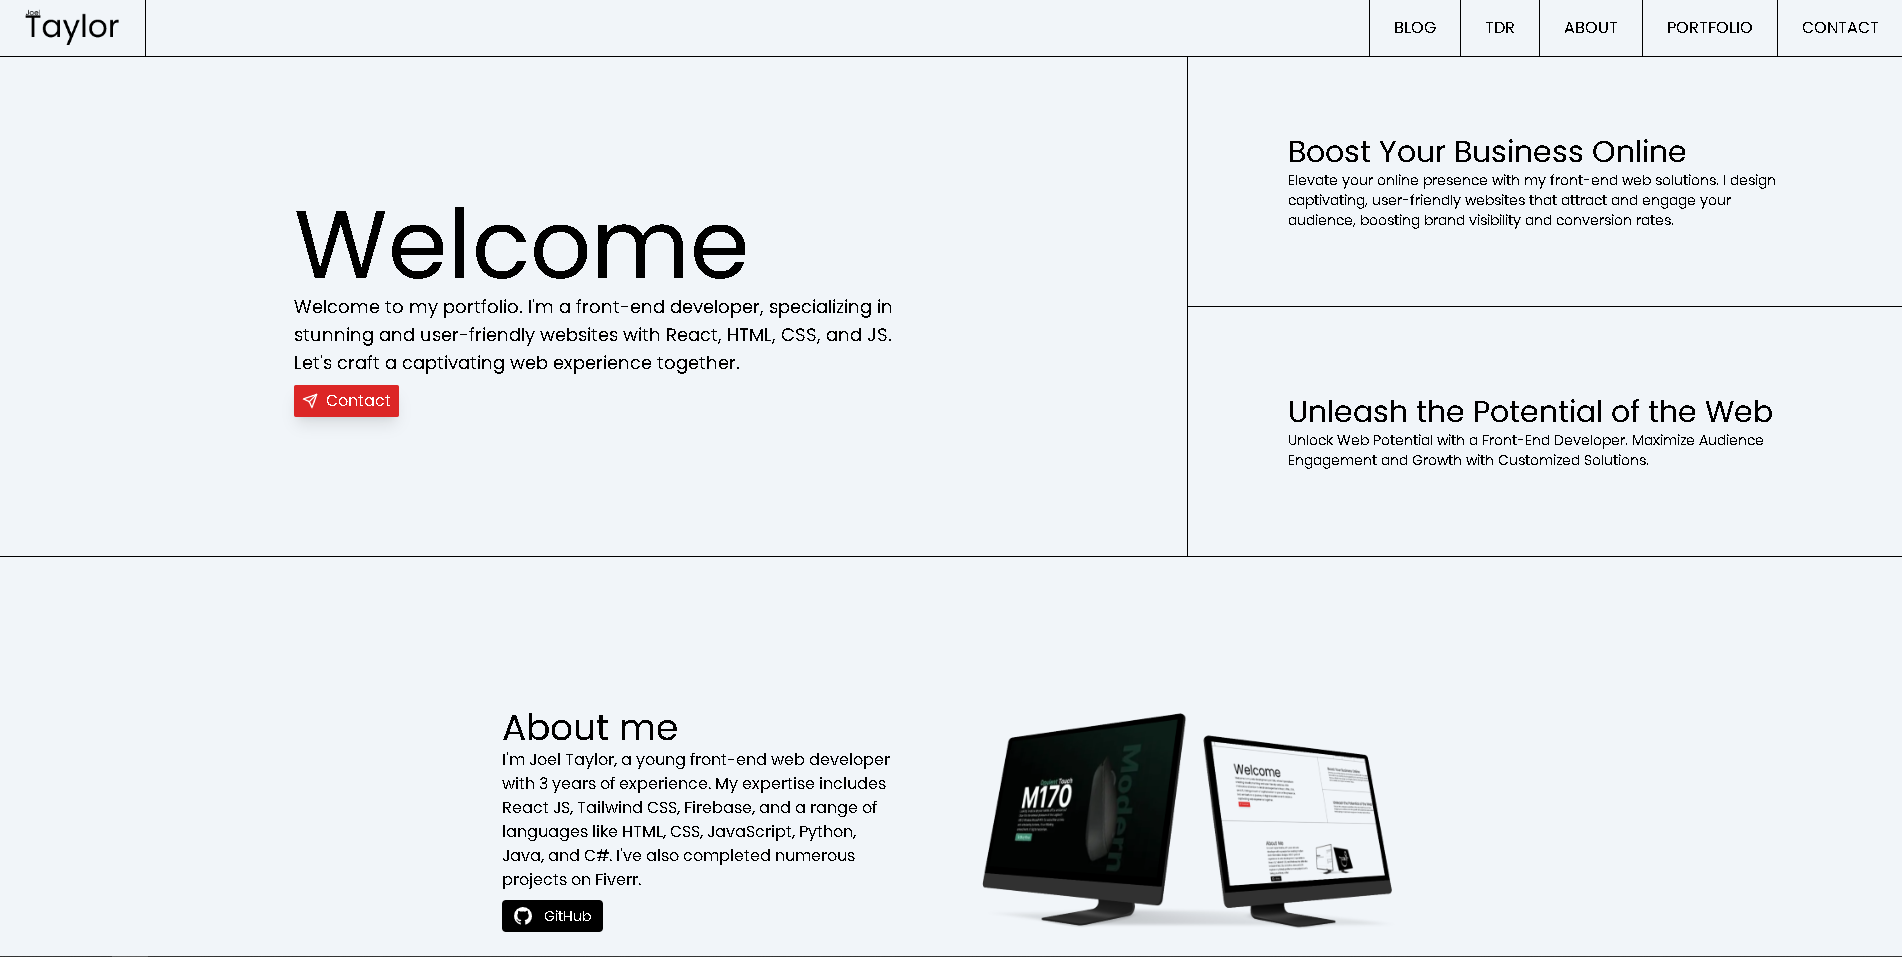 Joel
Taylor
BLOG
TDR
ABOUT
PORTFOLIO
CONTACT
Welcome
Welcome to my portfolio. I'm a front-end developer, specializing in
stunning and user-friendly websites with React, HTML, CSS, and JS.
Let's craft a captivating web experience together.
Contact
Boost Your Business Online
Elevate your online presence with my front-end web solutions. I design
captivating, user-friendly websites that attract and engage your
audience, boosting brand visibility and conversion rates.
Unleash the Potential of the Web
Unlock Web Potential with a Front-End Developer. Maximize Audience
Engagement and Growth with Customized Solutions.
About me
I'm Joel Taylor, a young front-end web developer
with 3 years of experience. My expertise includes
React JS, Tailwind CSS, Firebase, and a range of
languages like HTML, CSS, JavaScript, Python,
Java, and C#. I've also completed numerous
projects on Fiverr.
GitHub
Touch
M170
Modern
Welcome
About Me